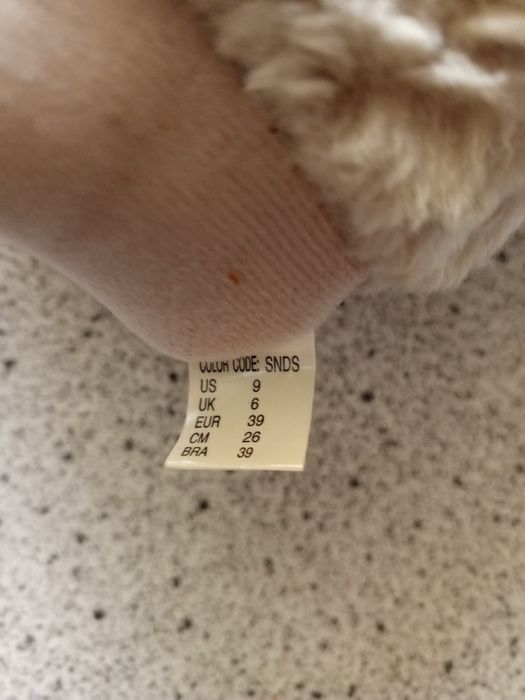 COLOR CODE: SNDS
US 9
UK 6
EUR 39
CM 26
BRA 39